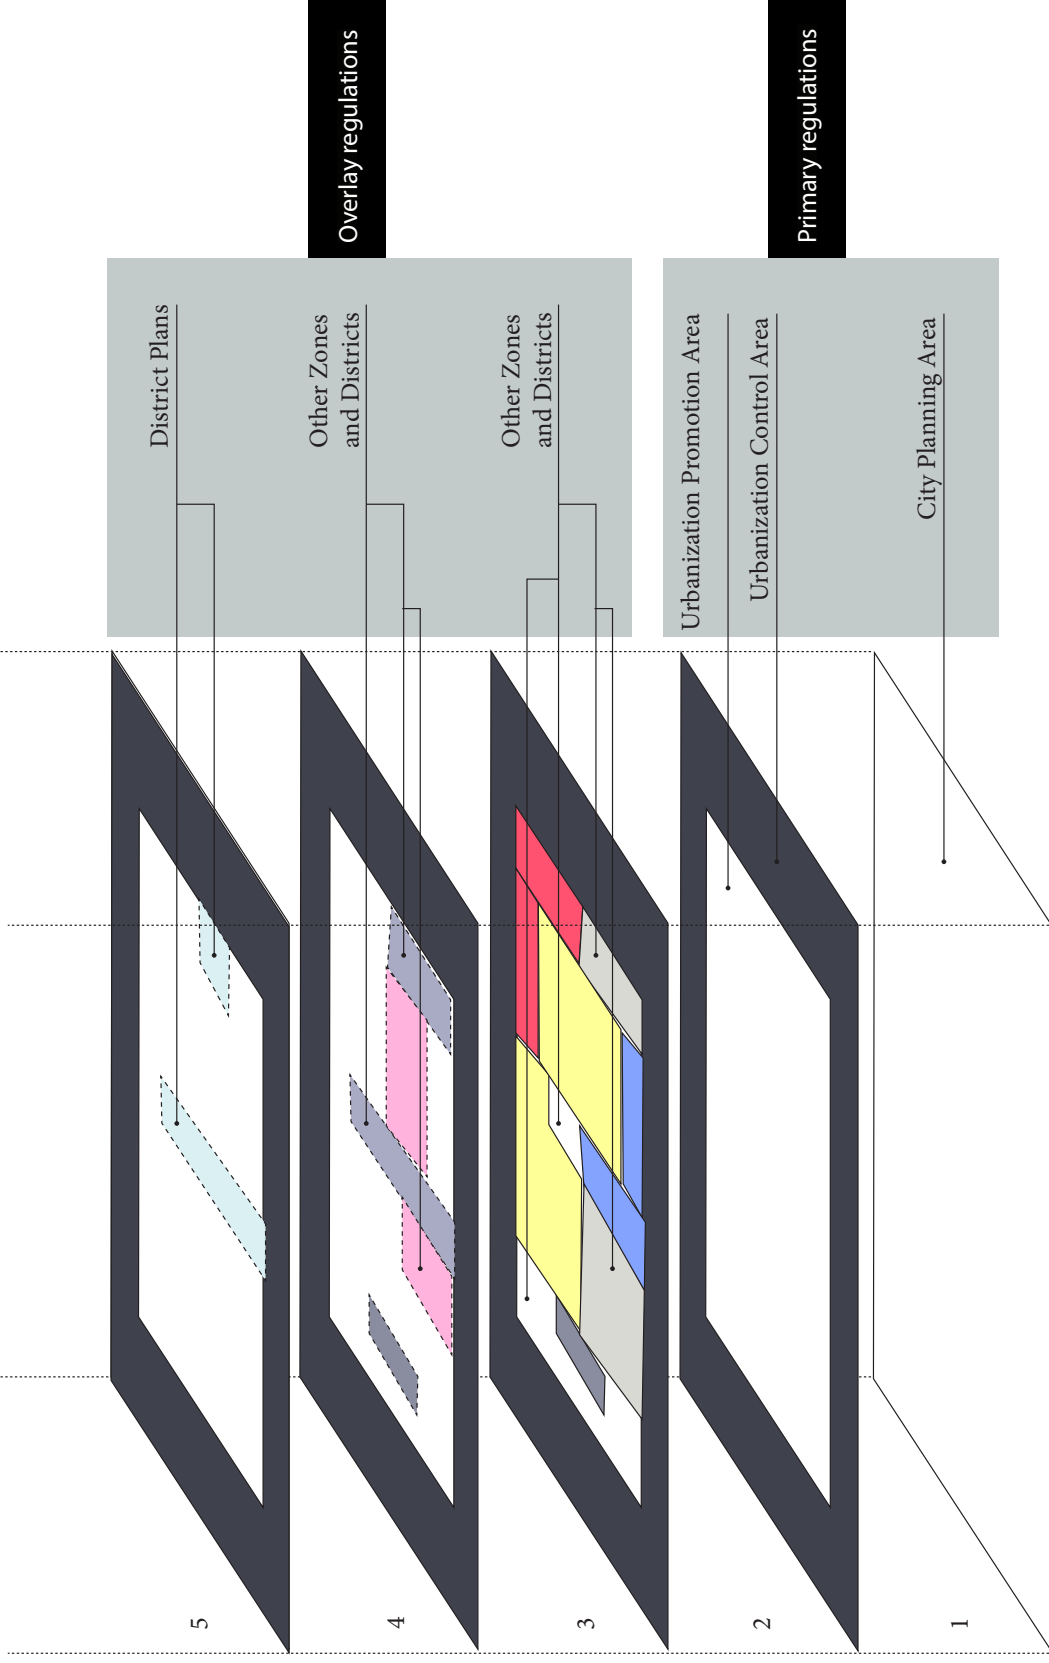 Overlay regulations
District Plans
Other Zones
and Districts
Other Zones
and Districts
Primary regulations
Urbanization Promotion Area
Urbanization Control Area
City Planning Area
5
4
3
2
1